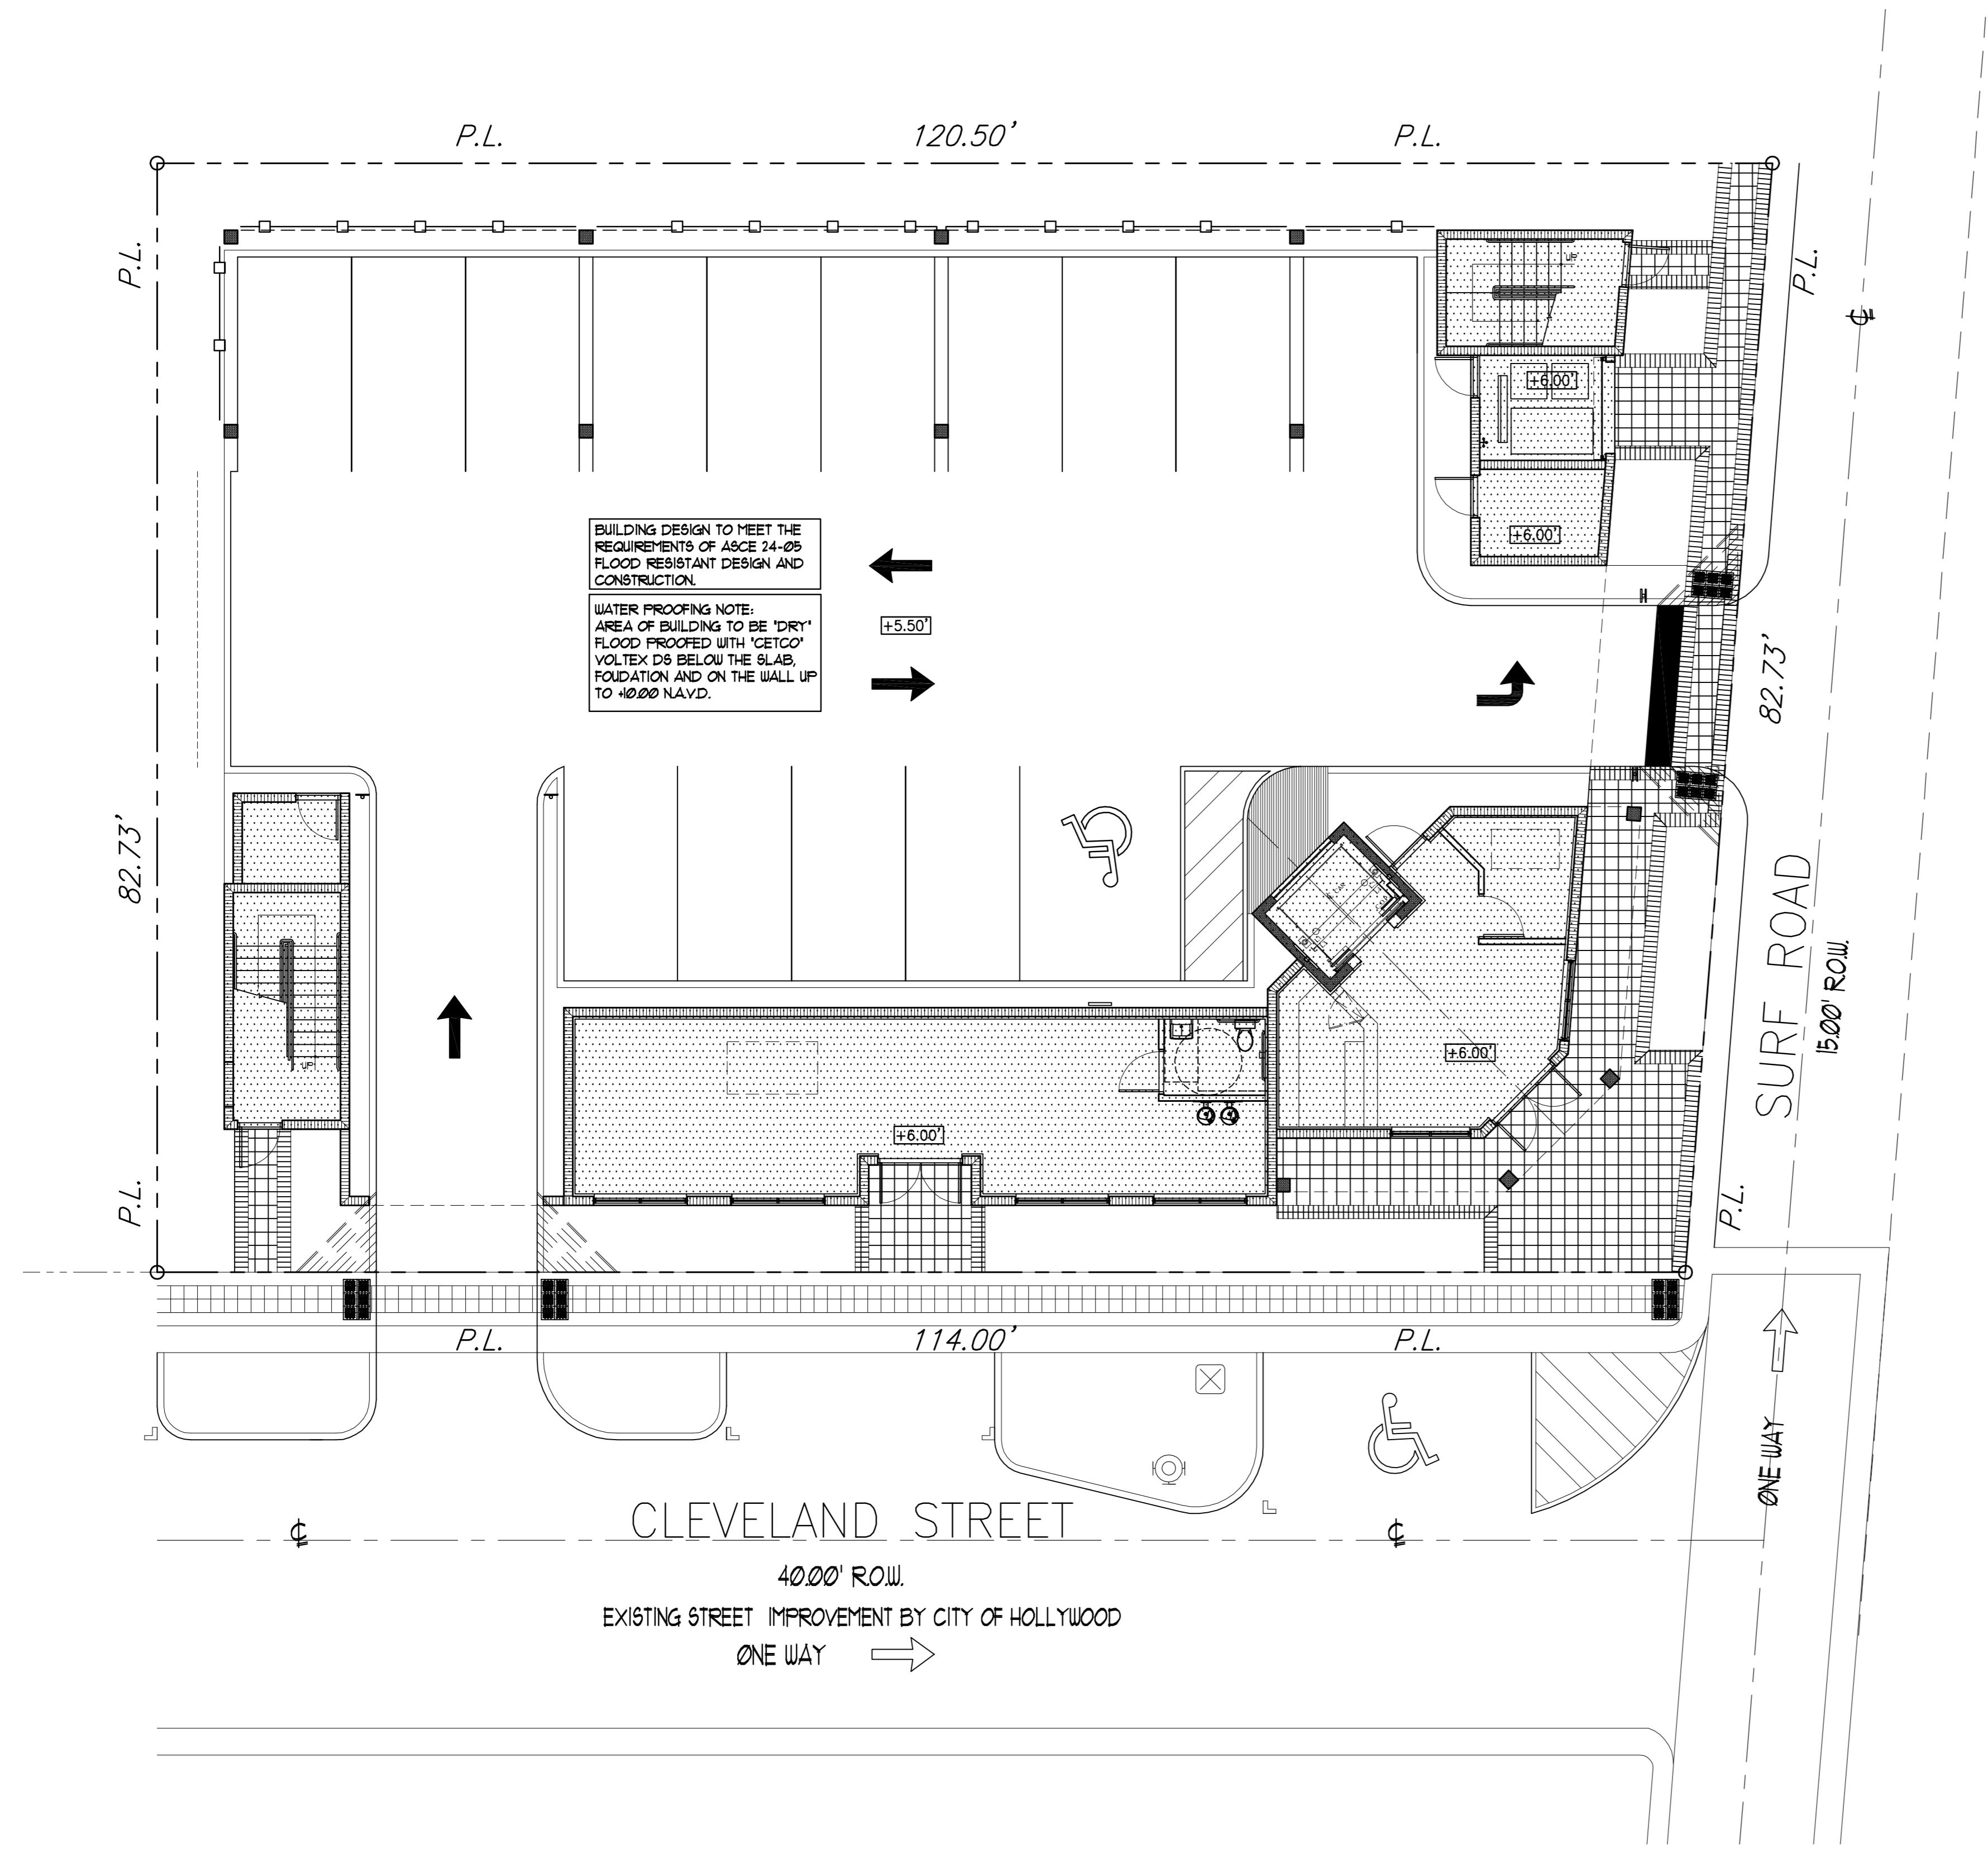 P.L. 120.50' P.L.
P.L.
P.L.
UP
℄
+6.00'
+6.00'
BUILDING DESIGN TO MEET THE
REQUIREMENTS OF ASCE 24-05
FLOOD RESISTANT DESIGN AND
CONSTRUCTION.
WATER PROOFING NOTE:
AREA OF BUILDING TO BE "DRY"
FLOOD PROOFED WITH "CETCO"
VOLTEX DS BELOW THE SLAB,
FOUDATION AND ON THE WALL UP
TO +10.00 N.A.V.D.
+5.50'
82.73'
82.73'
SURF ROAD
15.00' R.O.W.
+6.00'
UP
+6.00'
P.L.
P.L.
P.L. 114.00' P.L.
ONE WAY
CLEVELAND STREET
℄ ℄
40.00' R.O.W.
EXISTING STREET IMPROVEMENT BY CITY OF HOLLYWOOD
ONE WAY